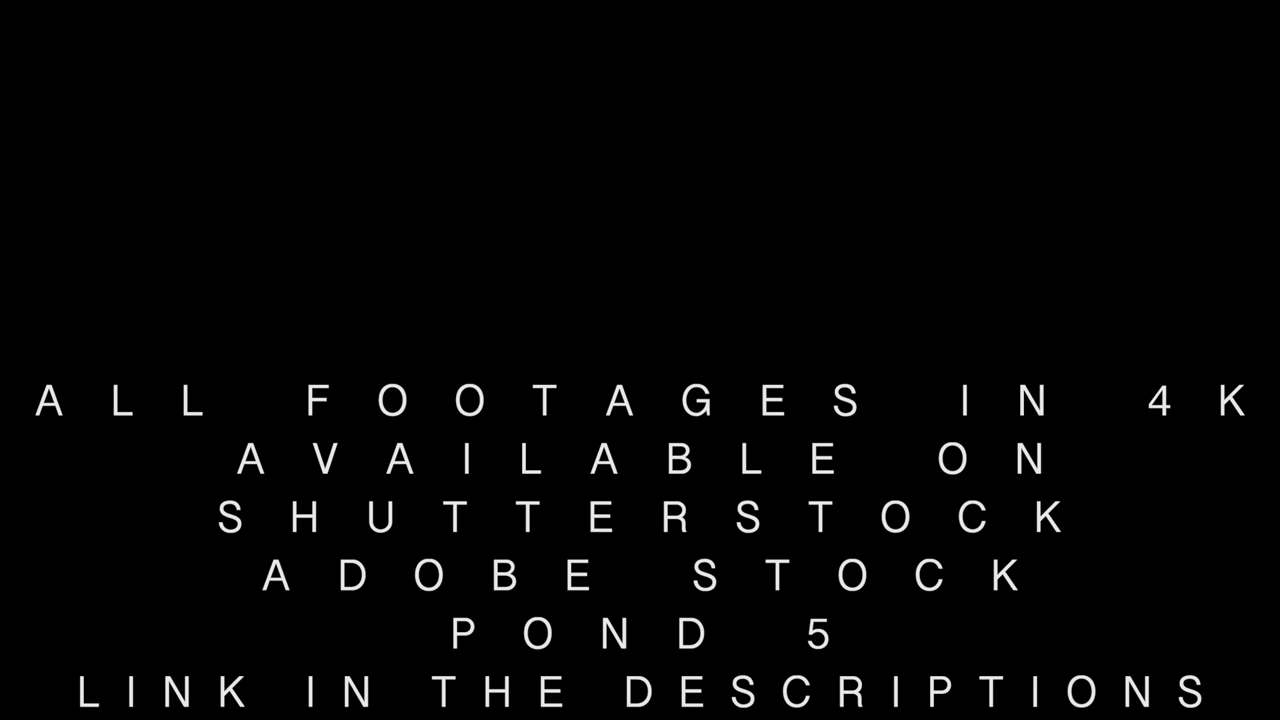 ALL FOOTAGES IN 4K
AVAILABLE ON
SHUTTERSTOCK
ADOBE STOCK
POND 5
LINK IN THE DESCRIPTIONS